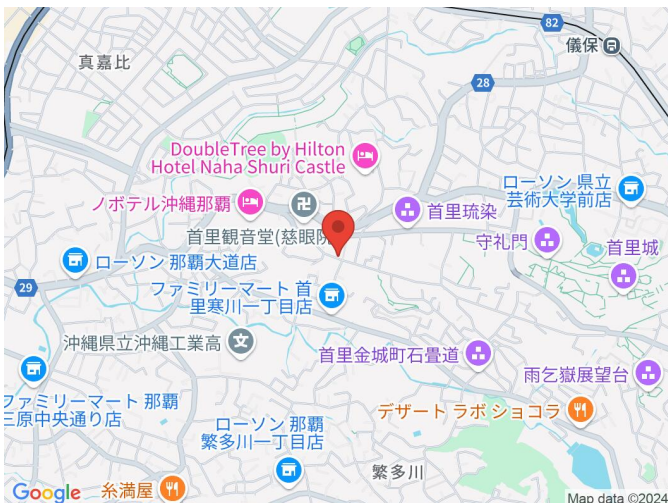 82
儀保
真嘉比
28
DoubleTree by Hilton
Hotel Naha Shuri Castle
ローソン 県立
芸術大学前店
ノボテル沖縄那覇
首里琉染
首里観音堂(慈眼院
守礼門
首里城
ローソン 那覇大道店
29
ファミリーマート 首
里寒川一丁目店
沖縄県立沖縄工業高
首里金城町石畳道
雨乞嶽展望台
ファミリーマート 那覇
三原中央通り店
デザート ラボ ショコラ
ローソン 那覇
繁多川一丁目店
繁多川
糸満屋
Google
Map data ©2024